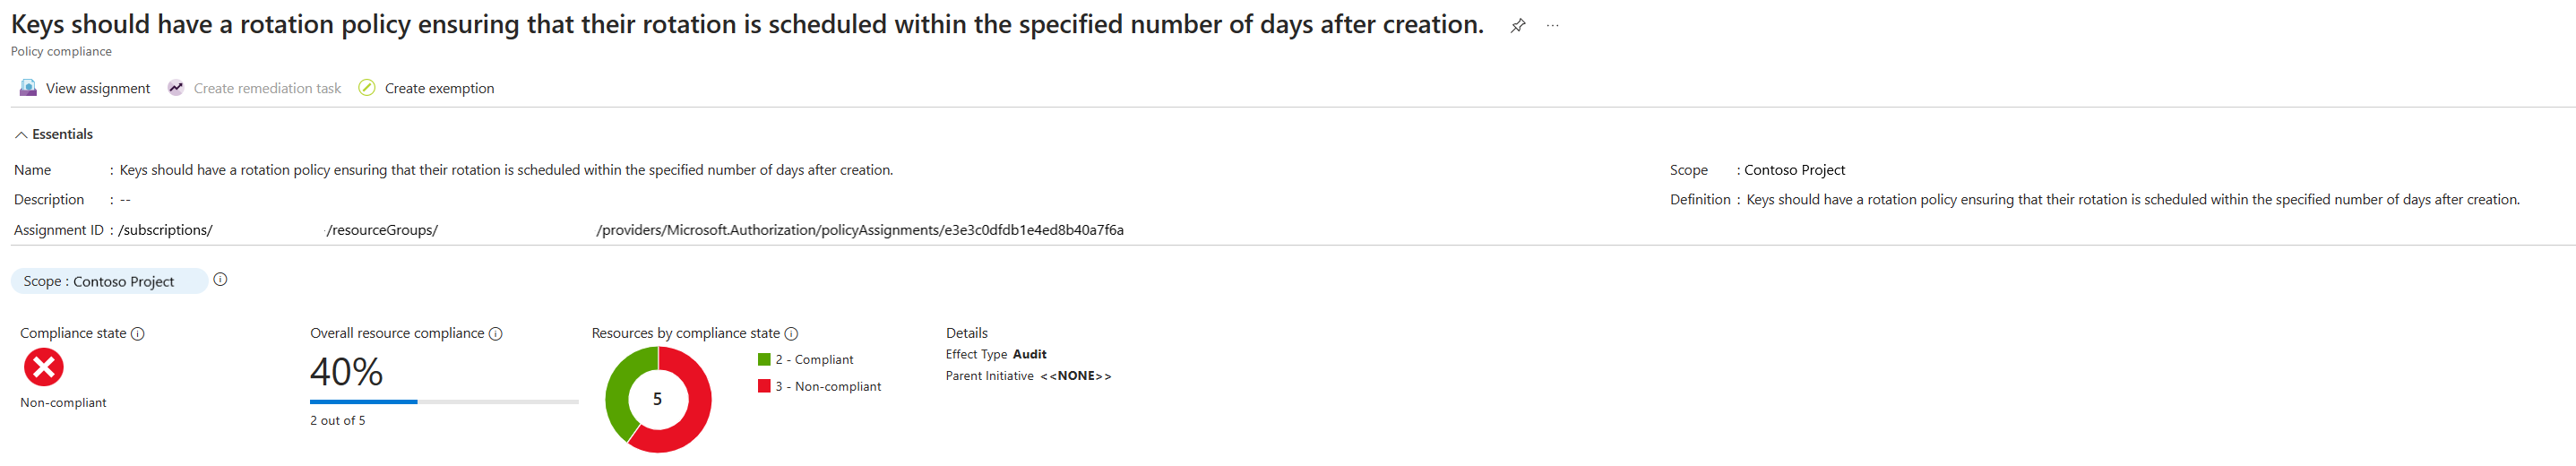 Keys should have a rotation policy ensuring that their rotation is scheduled within the specified number of days after creation. ...
Policy compliance
View assignment Create remediation task Create exemption
Essentials
Name : Keys should have a rotation policy ensuring that their rotation is scheduled within the specified number of days after creation.
Scope : Contoso Project
Description : --
Definition : Keys should have a rotation policy ensuring that their rotation is scheduled within the specified number of days after creation.
Assignment ID : /subscriptions/ /resourceGroups/ /providers/Microsoft.Authorization/policyAssignments/e3e3c0dfdb1e4ed8b40a7f6a
Scope : Contoso Project
Compliance state
Non-compliant
Overall resource compliance
40%
2 out of 5
Resources by compliance state
5
2 - Compliant
3 - Non-compliant
Details
Effect Type Audit
Parent Initiative <<NONE>>